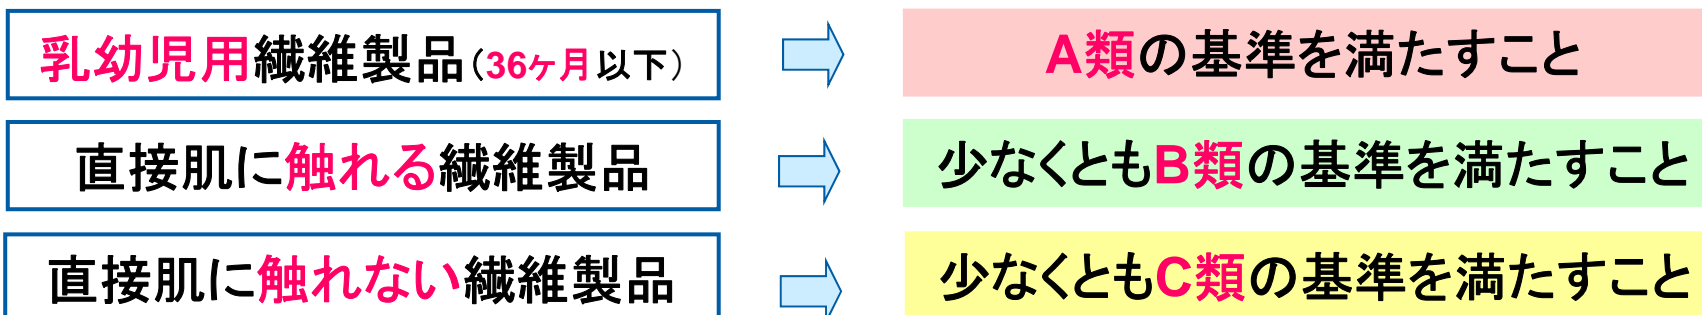 乳幼児用繊維製品（36ヶ月以下）
A類の基準を満たすこと
直接肌に触れる繊維製品
少なくともB類の基準を満たすこと
直接肌に触れない繊維製品
少なくともC類の基準を満たすこと